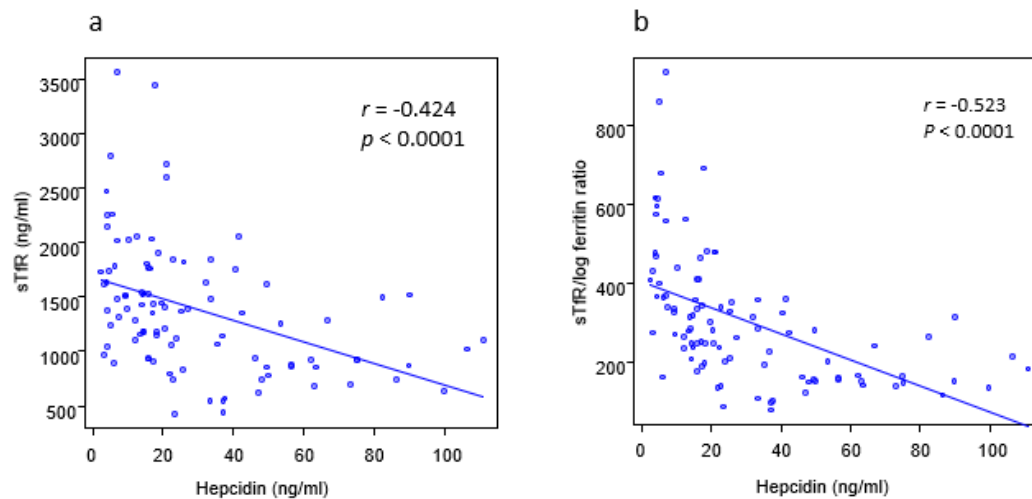 a
3500
3000
2500
2000
1500
1000
500
sTfR (ng/ml)
r = -0.424
p < 0.0001
0 20 40 60 80 100
Hepcidin (ng/ml)
b
800
600
400
200
sTfR/log ferritin ratio
r = -0.523
P < 0.0001
0 20 40 60 80 100
Hepcidin (ng/ml)